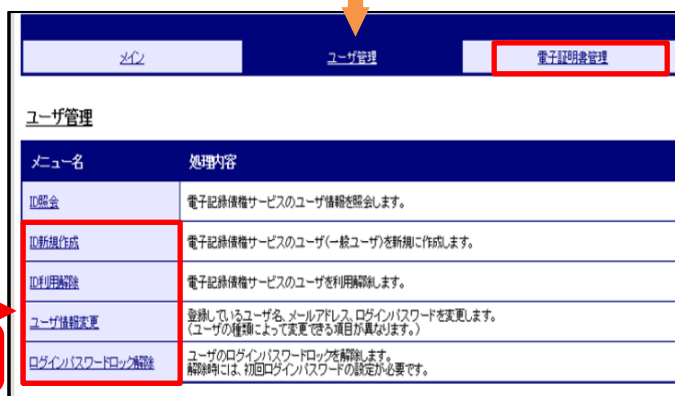 メイン
ユーザ管理
電子証明書管理
ユーザ管理
メニュー名
処理内容
ID照会
電子記録債権サービスのユーザ情報を照会します。
ID新規作成
電子記録債権サービスのユーザ(一般ユーザ)を新規に作成します。
ID利用解除
電子記録債権サービスのユーザを利用解除します。
ユーザ情報変更
登録しているユーザ名、メールアドレス、ログインパスワードを変更します。
(ユーザの種類によって変更できる項目が異なります。)
ログインパスワードロック解除
ユーザのログインパスワードロックを解除します。
解除時には、初回ログインパスワードの設定が必要です。